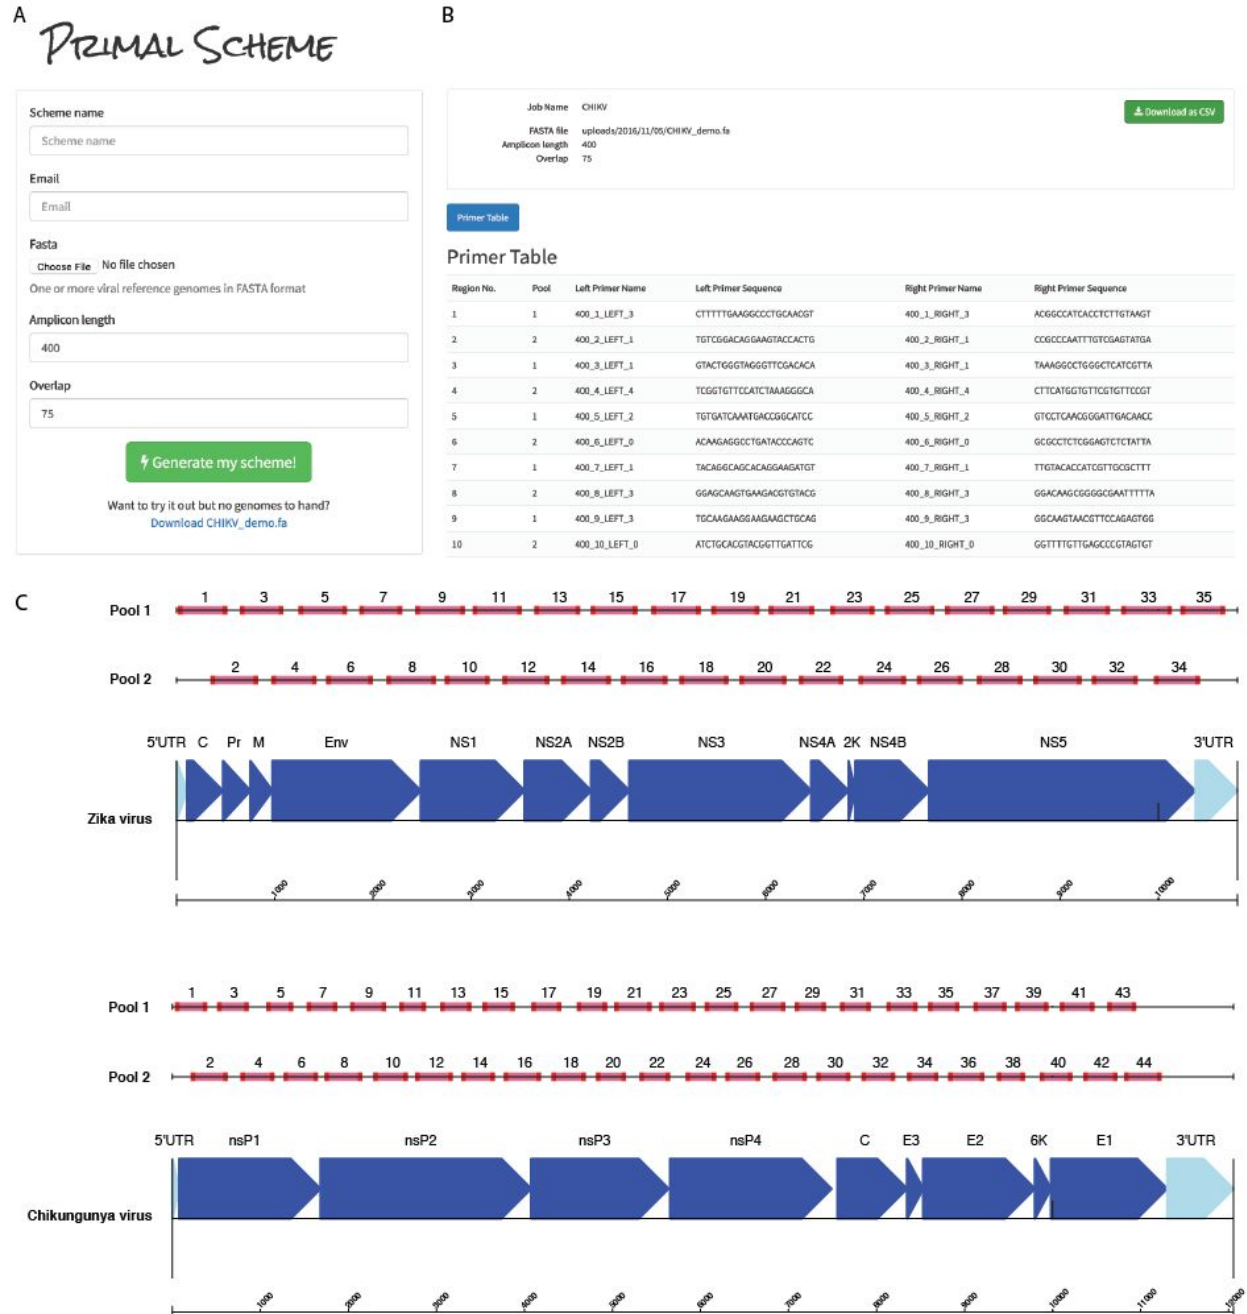 A
PRIMAL SCHEME
Scheme name
Scheme name
Email
Email
Fasta
Choose File No file chosen
One or more viral reference genomes in FASTA format
Amplicon length
400
Overlap
75
Generate my scheme!
Want to try it out but no genomes to hand?
Download CHIKV_demo.fa
B
Job Name CHIKV
FASTA file uploads/2016/11/05/CHIKV_demo.fa
Amplicon length 400
Overlap 75
Download as CSV
Primer Table
Primer Table
Region No. Pool Left Primer Name Left Primer Sequence Right Primer Name Right Primer Sequence
1 1 400_1_LEFT_3 CTTTTTGAAGGCCCTGCAACGT 400_1_RIGHT_3 ACGGCCATCACCTCTTGTAAGT
2 2 400_2_LEFT_1 TGTCGGACAGGAAGTACCACTG 400_2_RIGHT_1 CCGCCCAATTTGTCGAGTATGA
3 1 400_3_LEFT_1 GTACTGGGTAGGGTTCGACACA 400_3_RIGHT_1 TAAAGGCCTGGGCTCATCGTTA
4 2 400_4_LEFT_4 TCGGTGTTCCATCTAAAGGGCA 400_4_RIGHT_4 CTTCATGGTGTTCGTGTTCCGT
5 1 400_5_LEFT_2 TGTGATCAAATGACCGGCATCC 400_5_RIGHT_2 GTCCTCAACGGGATTGACAACC
6 2 400_6_LEFT_0 ACAAGAGGCCTGATACCCAGTC 400_6_RIGHT_0 GCGCCTCTCGGAGTCTCTATTA
7 1 400_7_LEFT_1 TACAGGCAGCACAGGAAGATGT 400_7_RIGHT_1 TTGTACACCATCGTTGCGCTTT
8 2 400_8_LEFT_3 GGAGCAAGTGAAGACGTGTACG 400_8_RIGHT_3 GGACAAGCGGGGCGAATTTTTA
9 1 400_9_LEFT_3 TGCAAGAAGGAAGAAGCTGCAG 400_9_RIGHT_3 GGCAAGTAACGTTCCAGAGTGG
10 2 400_10_LEFT_0 ATCTGCACGTACGGTTGATTCG 400_10_RIGHT_0 GGTTTTGTTGAGCCCGTAGTGT
C
Pool 1 1 3 5 7 9 11 13 15 17 19 21 23 25 27 29 31 33 35
Pool 2 2 4 6 8 10 12 14 16 18 20 22 24 26 28 30 32 34
5'UTR C Pr M Env NS1 NS2A NS2B NS3 NS4A 2K NS4B NS5 3'UTR
Zika virus
1000 2000 3000 4000 5000 6000 7000 8000 9000 10000
Pool 1 1 3 5 7 9 11 13 15 17 19 21 23 25 27 29 31 33 35 37 39 41 43
Pool 2 2 4 6 8 10 12 14 16 18 20 22 24 26 28 30 32 34 36 38 40 42 44
5'UTR nsP1 nsP2 nsP3 nsP4 C E3 E2 6K E1 3'UTR
Chikungunya virus
1000 2000 3000 4000 5000 6000 7000 8000 9000 10000 11000 12000